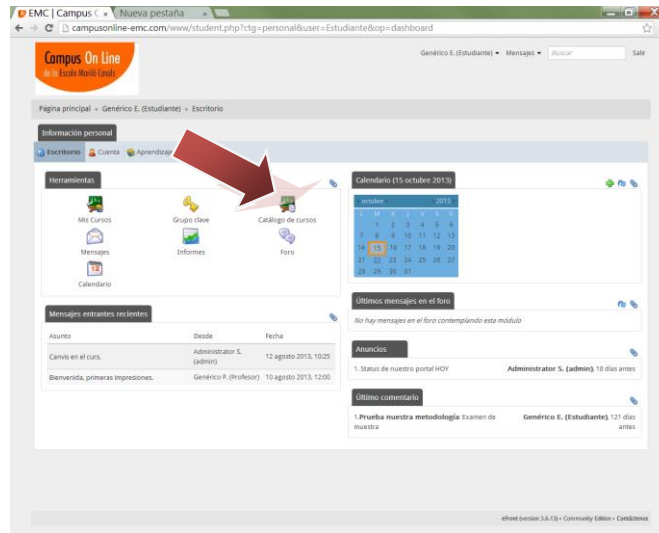 EMC | Campus
Nueva pestaña
campusonline-emc.com/www/student.php?ctg=personal&user=Estudiante&op=dashboard
Campus On Line
de la Escola Morilló Casals
Genérico E. (Estudiante) Mensajes Buscar Salir
Página principal » Genérico E. (Estudiante) » Escritorio
Información personal
Escritorio Cuenta Aprendizaje
Herramientas
Mis Cursos Grupo clave Catálogo de cursos
Mensajes Informes Foro
12
Calendario
Mensajes entrantes recientes
Asunto Desde Fecha
Canvis en el curs. Administrator S. (admin) 12 agosto 2013, 10:25
Bienvenida, primeras impresiones. Genérico P. (Profesor) 10 agosto 2013, 12:00
Calendario (15 octubre 2013)
octubre 2013
L M X J V S D
1 2 3 4 5 6
7 8 9 10 11 12 13
14 15 16 17 18 19 20
21 22 23 24 25 26 27
28 29 30 31
Últimos mensajes en el foro
No hay mensajes en el foro contemplando esta módulo
Anuncios
1. Status de nuestro portal HOY Administrator S. (admin), 18 días antes
Último comentario
1.Prueba nuestra metodología: Examen de muestra Genérico E. (Estudiante), 121 días antes
eFront (version 3.6.13) • Community Edition • Contáctenos